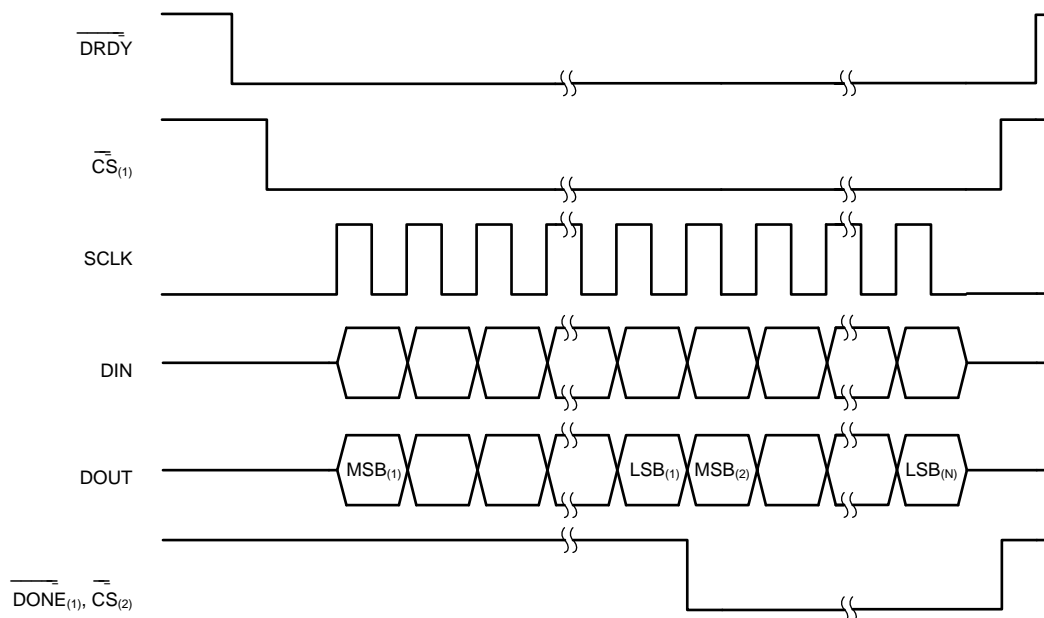 DRDY
CS(1)
SCLK
DIN
DOUT
MSB(1)
LSB(1)
MSB(2)
LSB(N)
DONE(1), CS(2)